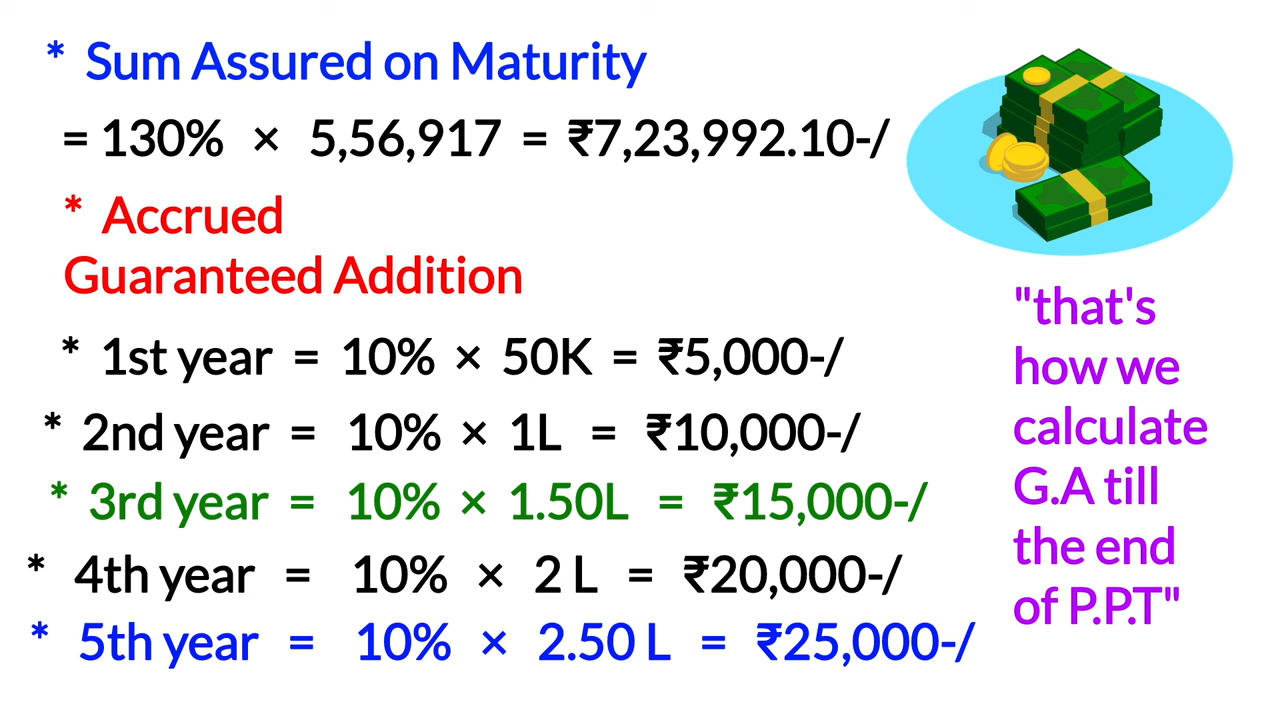 * Sum Assured on Maturity
= 130% × 5,56,917 = ₹7,23,992.10-/
* Accrued
Guaranteed Addition
* 1st year = 10% × 50K = ₹5,000-/
* 2nd year = 10% × 1L = ₹10,000-/
* 3rd year = 10% × 1.50L = ₹15,000-/
* 4th year = 10% × 2 L = ₹20,000-/
* 5th year = 10% × 2.50 L = ₹25,000-/
"that's
how we
calculate
G.A till
the end
of P.P.T"